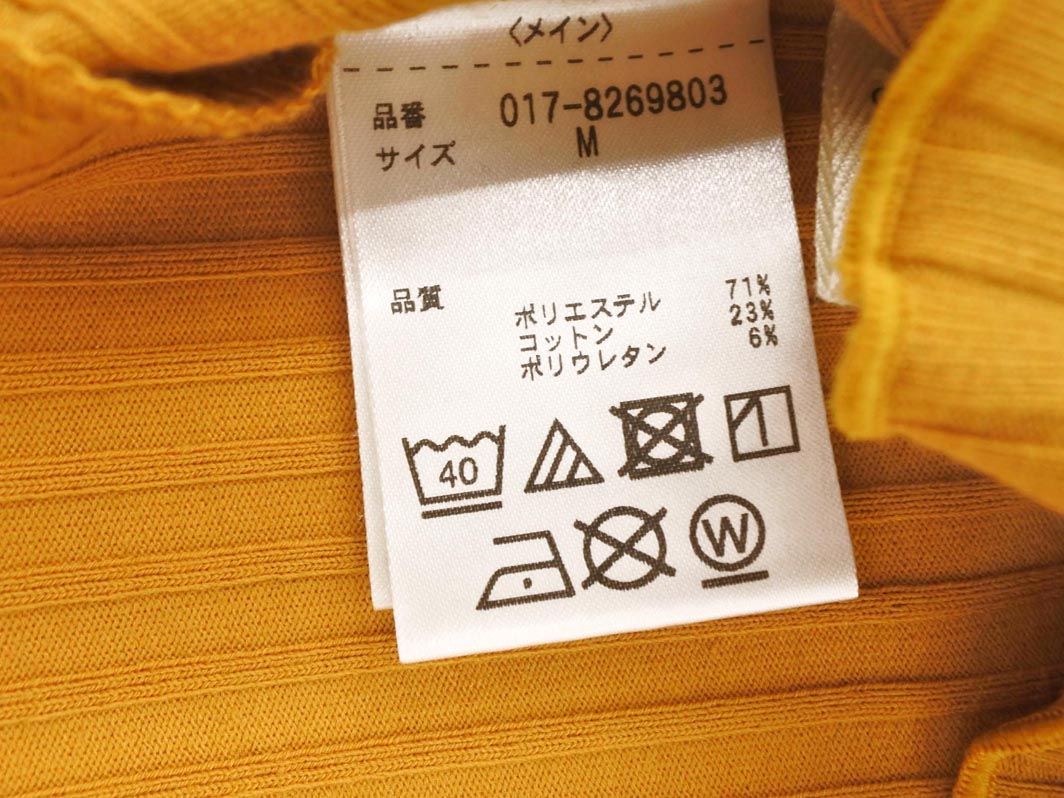 〈メイン〉
品番 017-8269803
サイズ M
品質 ポリエステル 71%
コットン 23%
ポリウレタン 6%
40
W